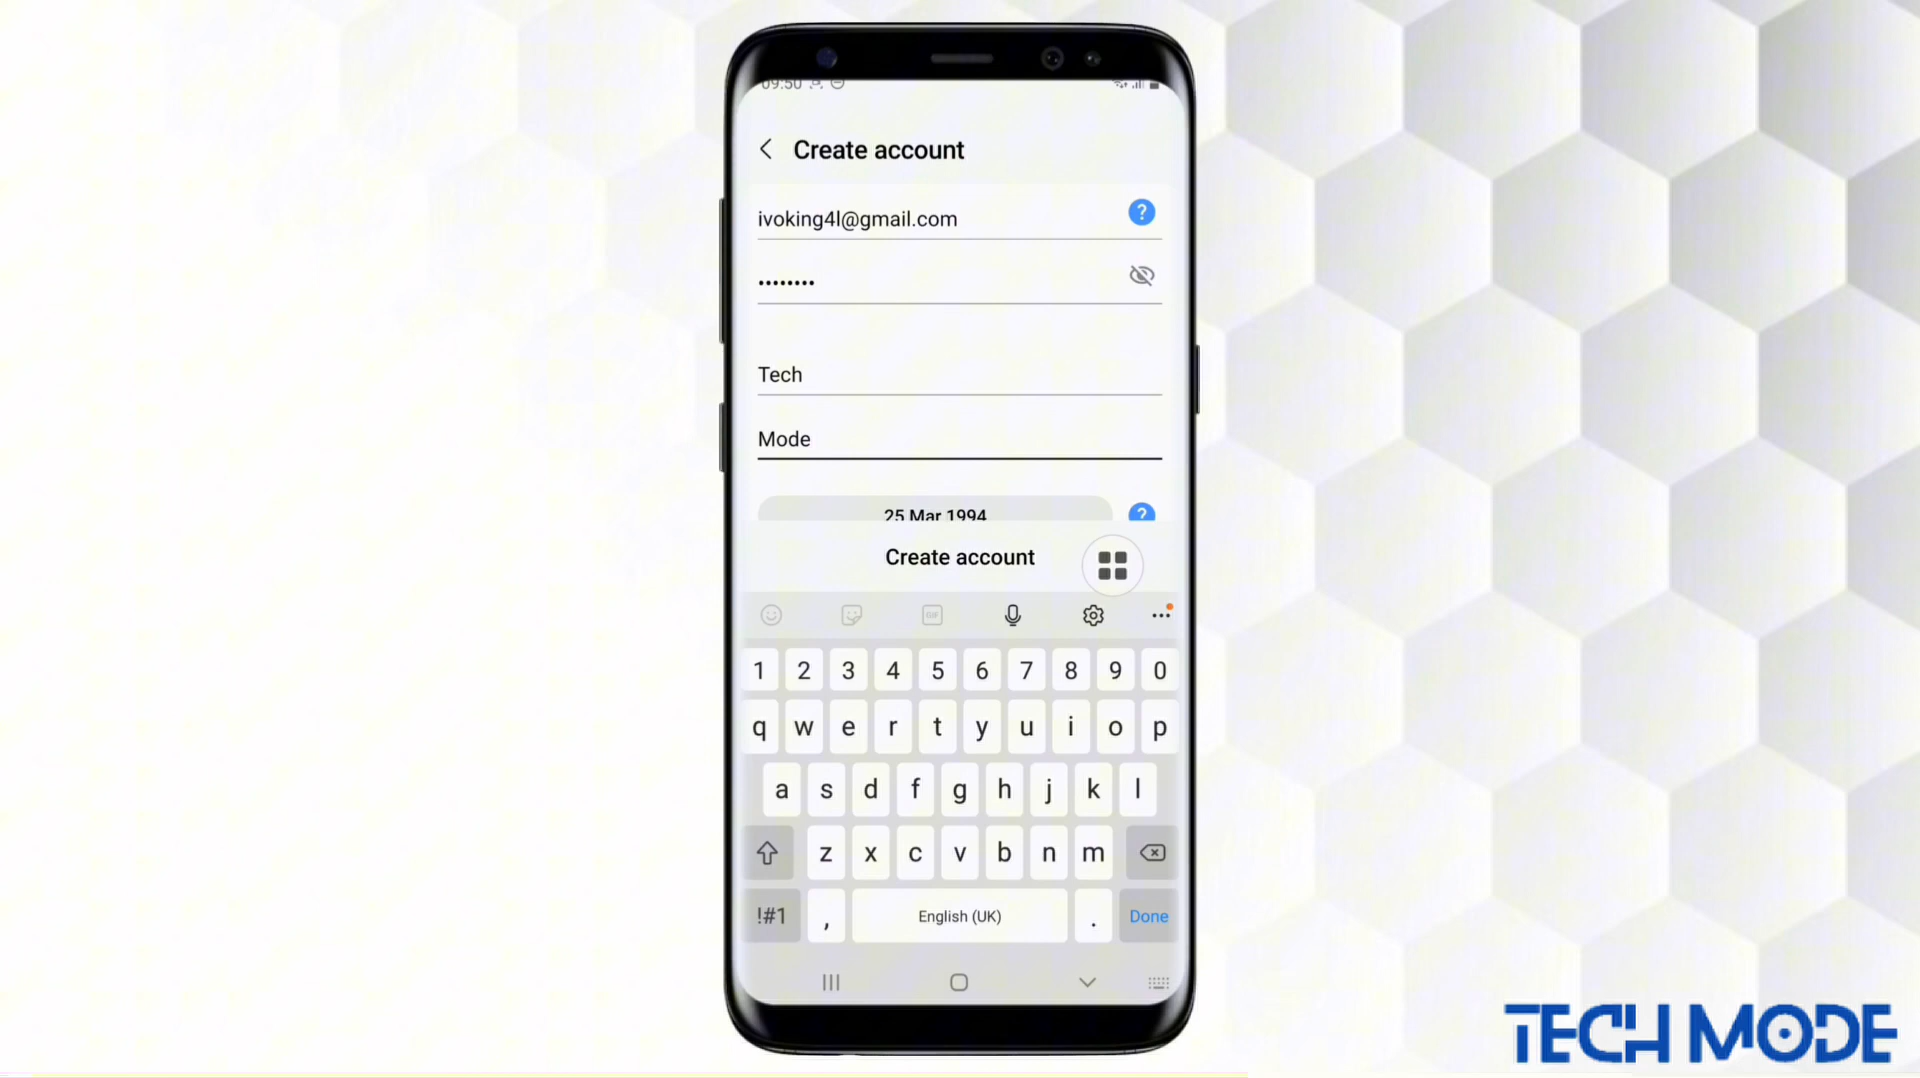 09:50
Create account
ivoking4l@gmail.com
?
••••••••
Tech
Mode
25 Mar 1994
?
Create account
GIF
1 2 3 4 5 6 7 8 9 0
q w e r t y u i o p
a s d f g h j k l
z x c v b n m
!#1 , English (UK) . Done
TECH MODE